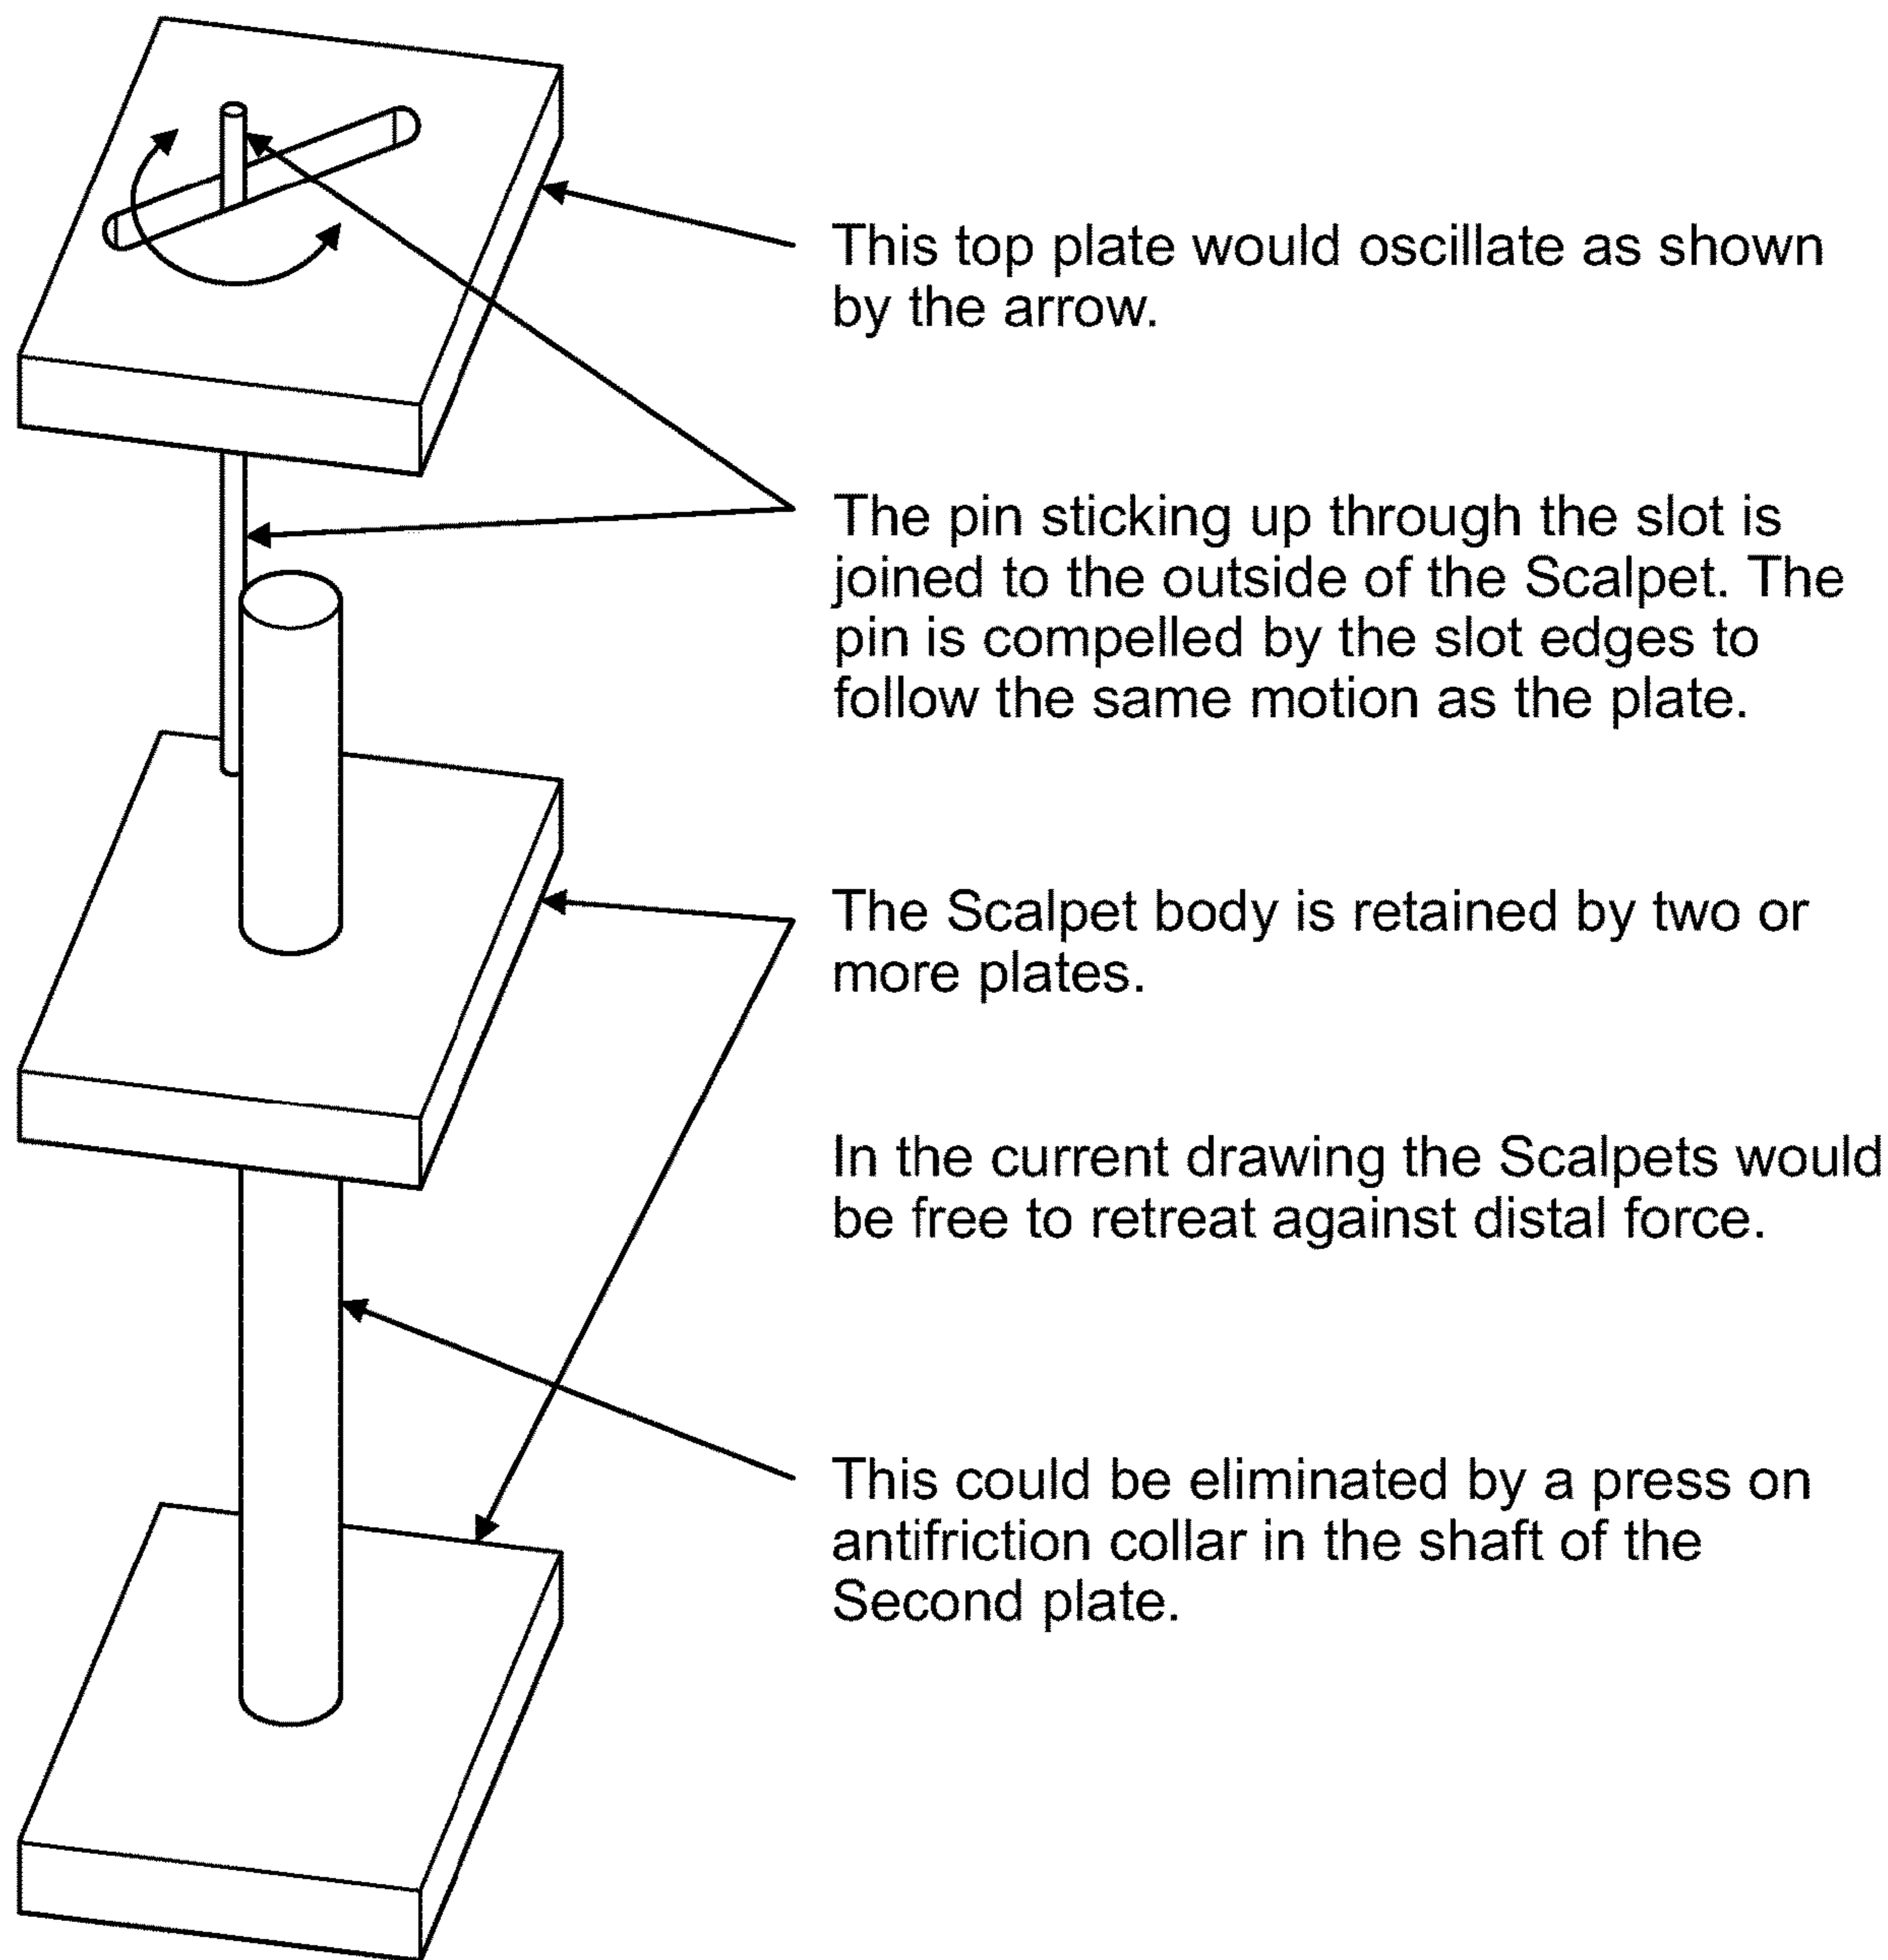 This top plate would oscillate as shown
by the arrow.
The pin sticking up through the slot is
joined to the outside of the Scalpet. The
pin is compelled by the slot edges to
follow the same motion as the plate.
The Scalpet body is retained by two or
more plates.
In the current drawing the Scalpets would
be free to retreat against distal force.
This could be eliminated by a press on
antifriction collar in the shaft of the
Second plate.